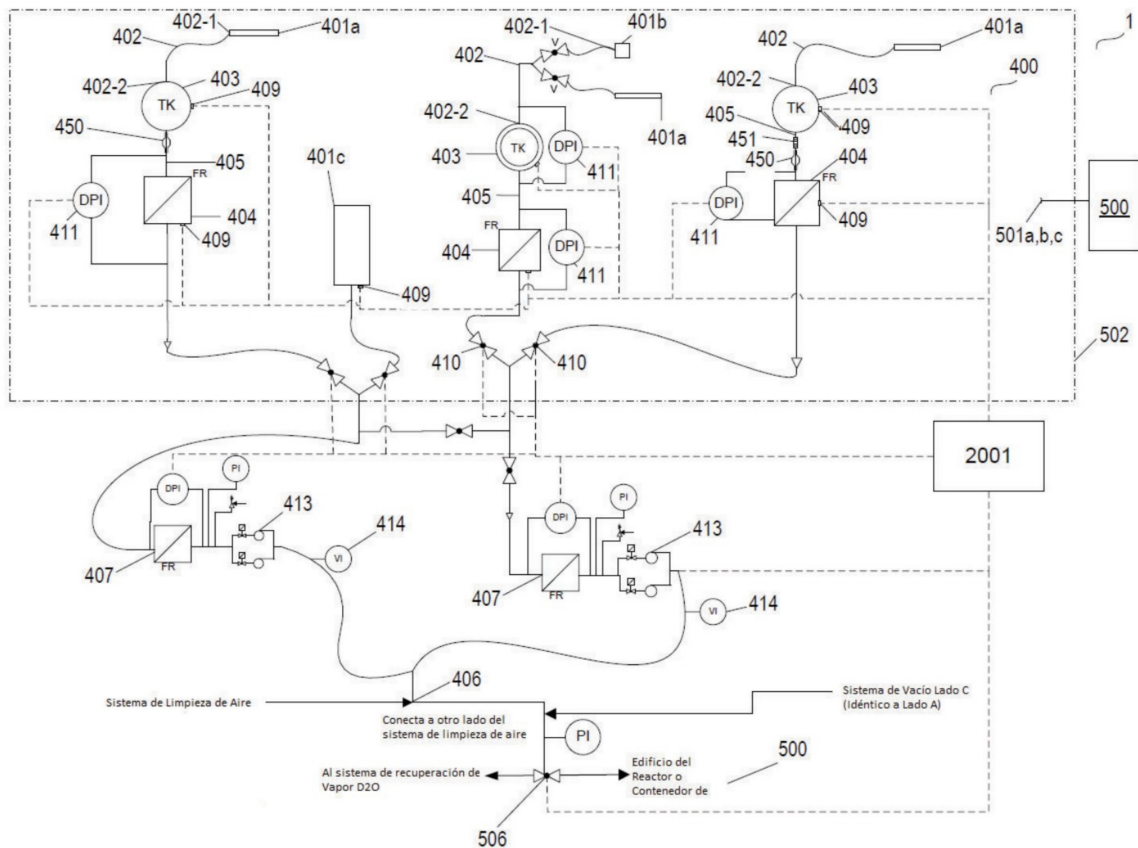 402-1
401a
402
402-2
403
409
TK
450
405
FR
DPI
404
411
409
401c
409
402-1
401b
402
V
V
401a
402-2
TK
403
DPI
411
405
FR
404
DPI
411
410
410
402
401a
402-2
403
TK
409
405
451
450
404
FR
DPI
409
411
1
400
500
501a,b,c
502
2001
PI
DPI
413
414
VI
407
FR
PI
DPI
413
407
FR
414
VI
406
Sistema de Limpieza de Aire
Conecta a otro lado del
sistema de limpieza de aire
Sistema de Vacío Lado C
(Idéntico a Lado A)
PI
Al sistema de recuperación de
Vapor D2O
Edificio del
Reactor o
Contenedor de
500
506